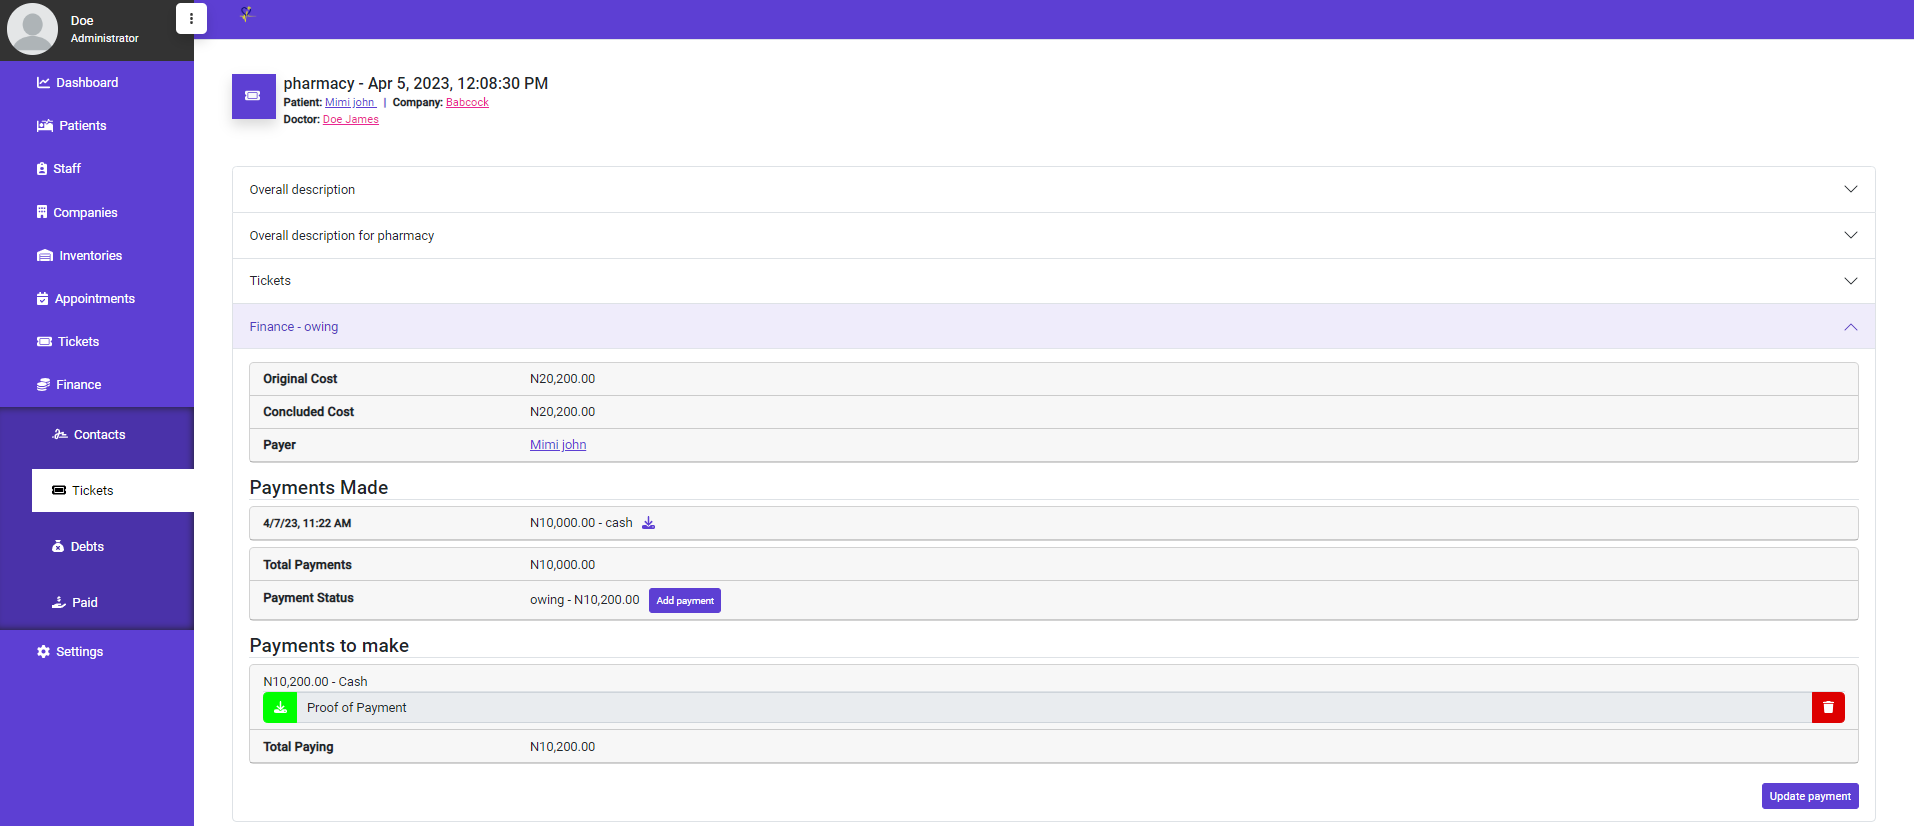 Doe
Administrator
Dashboard
Patients
Staff
Companies
Inventories
Appointments
Tickets
Finance
Contacts
Tickets
Debts
Paid
Settings
pharmacy - Apr 5, 2023, 12:08:30 PM
Patient: Mimi john | Company: Babcock
Doctor: Doe James
Overall description
Overall description for pharmacy
Tickets
Finance - owing
Original Cost N20,200.00
Concluded Cost N20,200.00
Payer Mimi john
Payments Made
4/7/23, 11:22 AM N10,000.00 - cash
Total Payments N10,000.00
Payment Status owing - N10,200.00 Add payment
Payments to make
N10,200.00 - Cash
Proof of Payment
Total Paying N10,200.00
Update payment